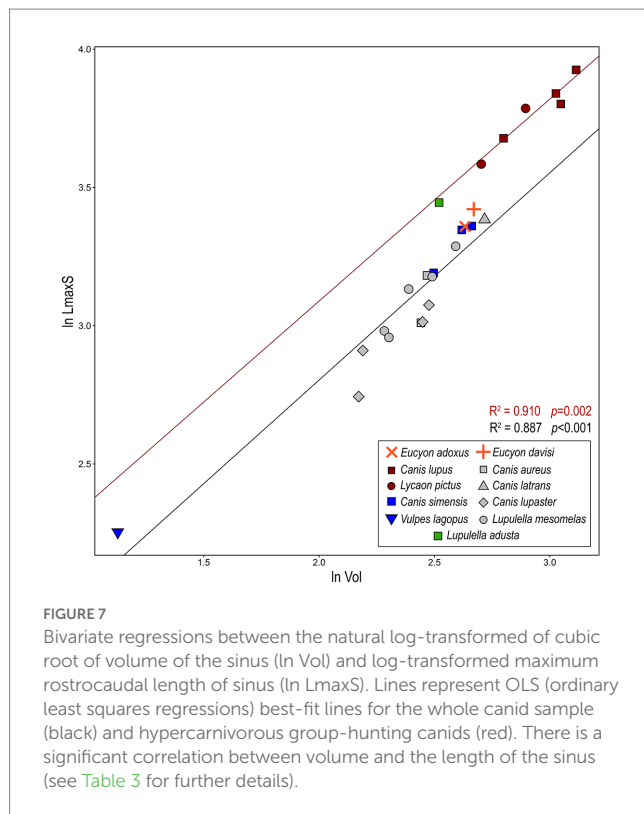 4.0
3.5
3.0
2.5
ln LmaxS
R² = 0.910 p=0.002
R² = 0.887 p<0.001
Eucyon adoxus Eucyon davisi
Canis lupus Canis aureus
Lycaon pictus Canis latrans
Canis simensis Canis lupaster
Vulpes lagopus Lupulella mesomelas
Lupulella adusta
1.5 2.0 2.5 3.0
ln Vol
FIGURE 7
Bivariate regressions between the natural log-transformed of cubic
root of volume of the sinus (ln Vol) and log-transformed maximum
rostrocaudal length of sinus (ln LmaxS). Lines represent OLS (ordinary
least squares regressions) best-fit lines for the whole canid sample
(black) and hypercarnivorous group-hunting canids (red). There is a
significant correlation between volume and the length of the sinus
(see Table 3 for further details).